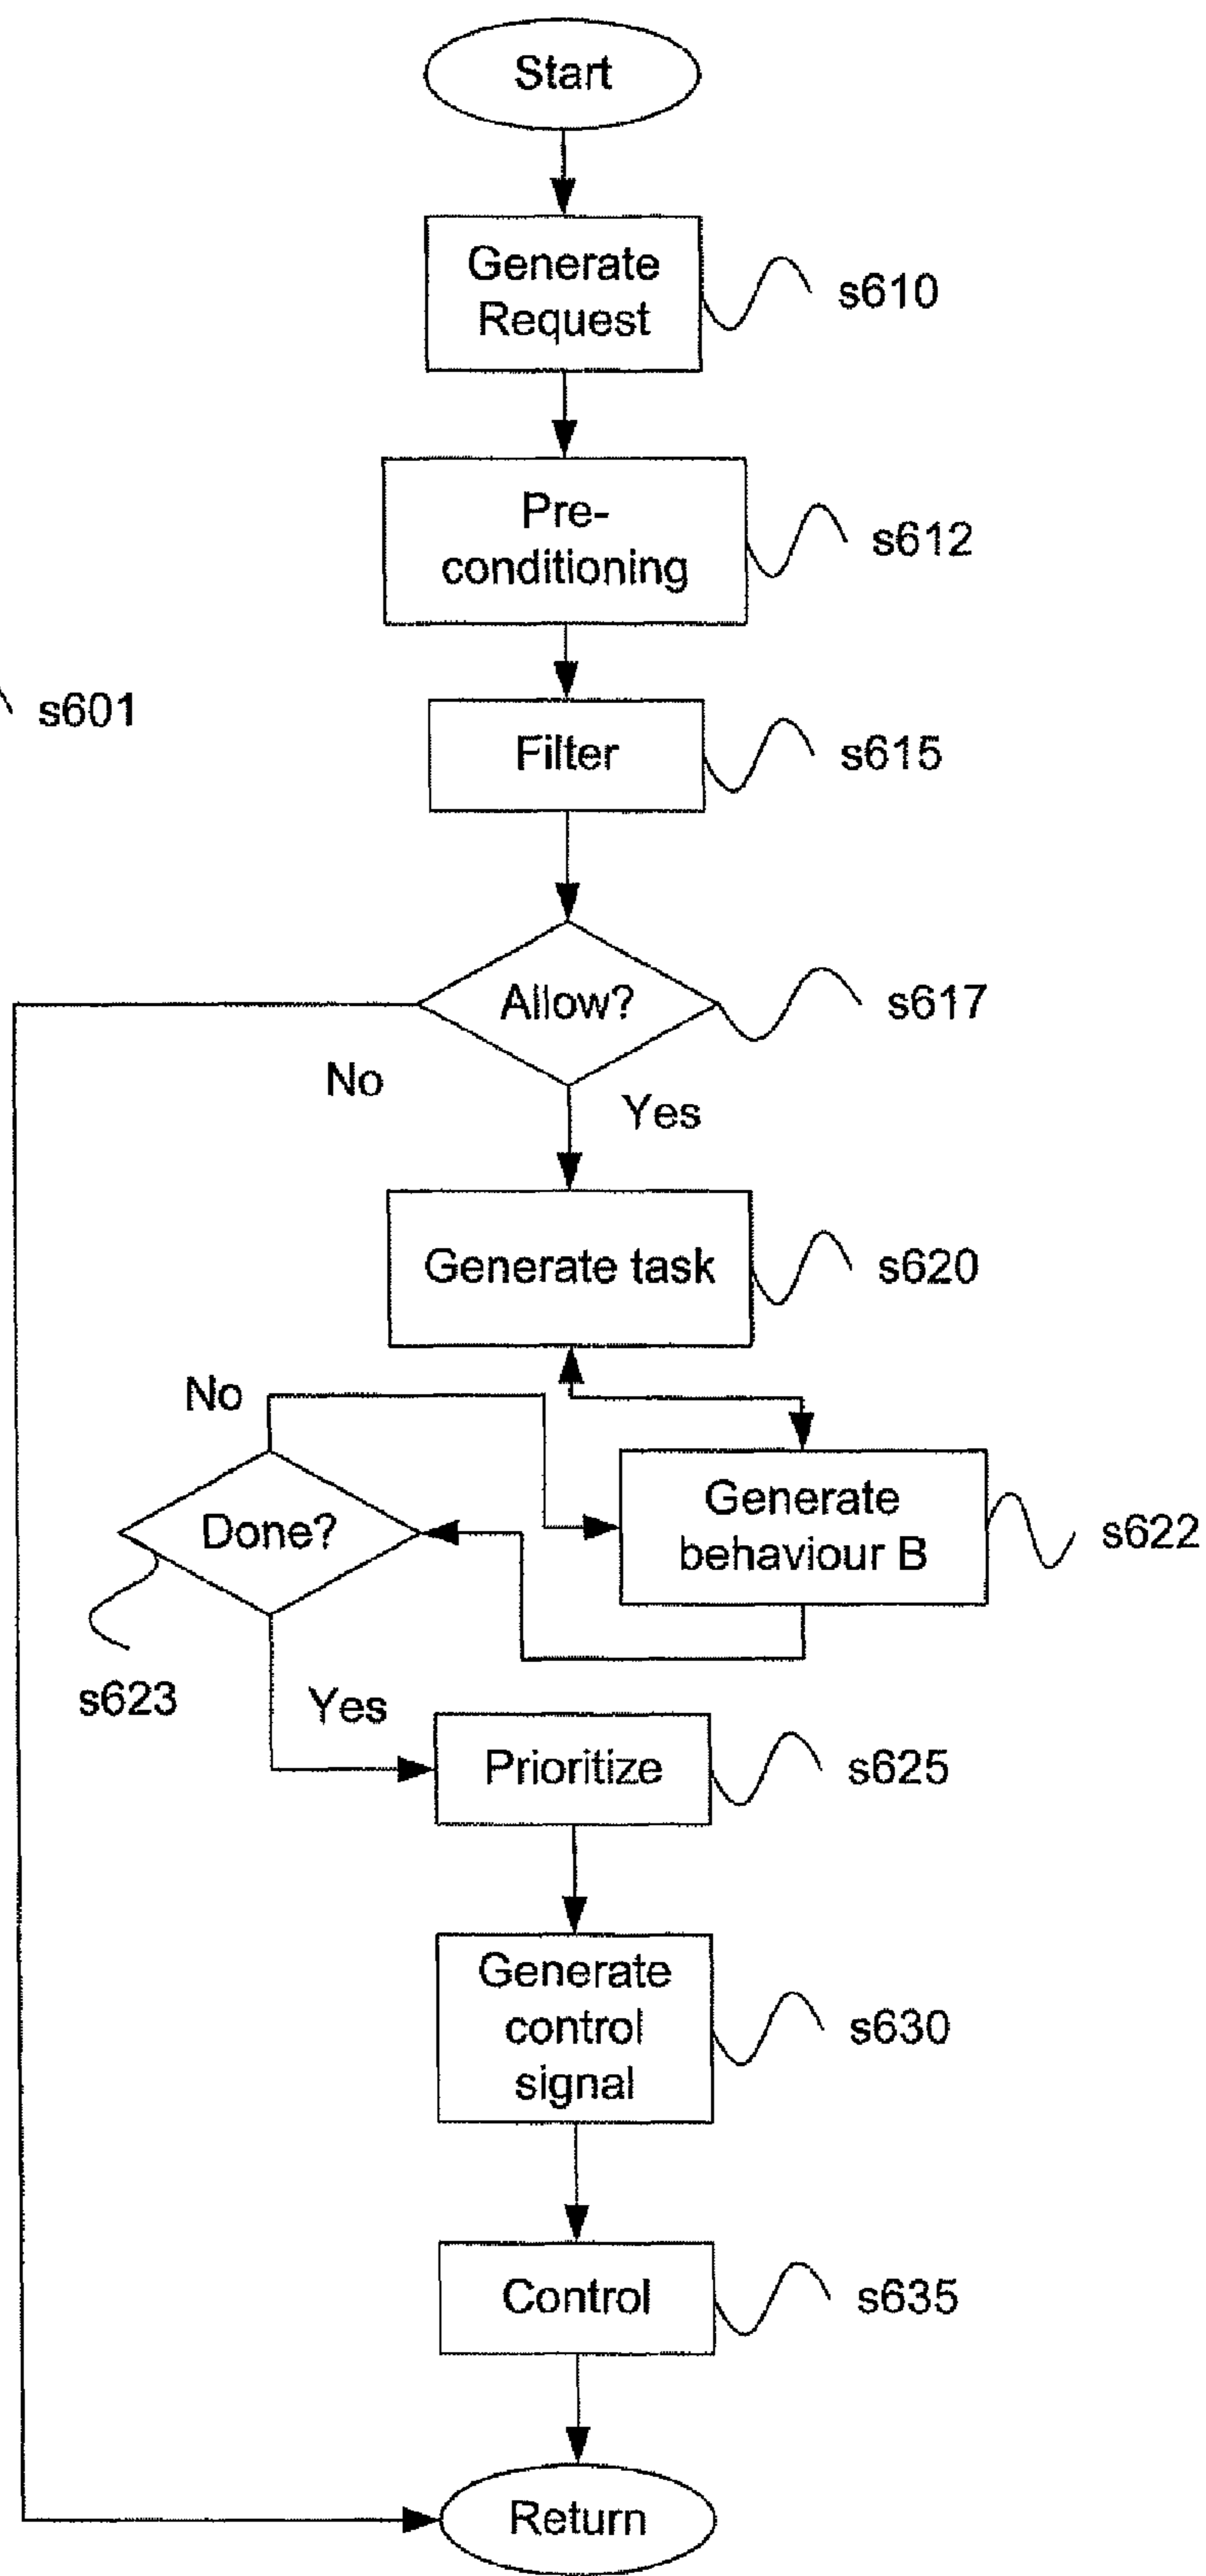 Start
Generate
Request
s610
Pre-
conditioning
s612
s601
Filter
s615
Allow?
s617
No
Yes
Generate task
s620
No
Done?
Generate
behaviour B
s622
s623
Yes
Prioritize
s625
Generate
control
signal
s630
Control
s635
Return